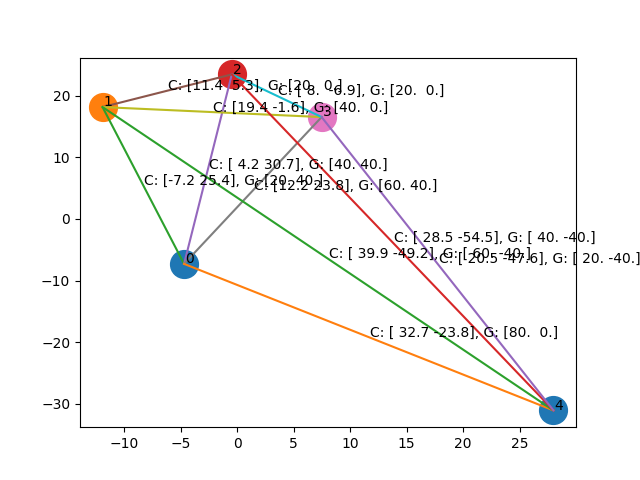 2
C: [11.4 5.3], G: [20. 0.]
C: [ 8. -6.9], G: [20. 0.]
1
C: [19.4 -1.6], G: [40. 0.]
3
C: [ 4.2 30.7], G: [40. 40.]
C: [-7.2 25.4], G: [20. 40.]
C: [12.2 23.8], G: [60. 40.]
C: [ 28.5 -54.5], G: [ 40. -40.]
C: [ 39.9 -49.2], G: [ 60. -40.]
C: [ 20.5 -47.6], G: [ 20. -40.]
0
C: [ 32.7 -23.8], G: [80. 0.]
4
20
10
0
−10
−20
−30
−10
−5
0
5
10
15
20
25